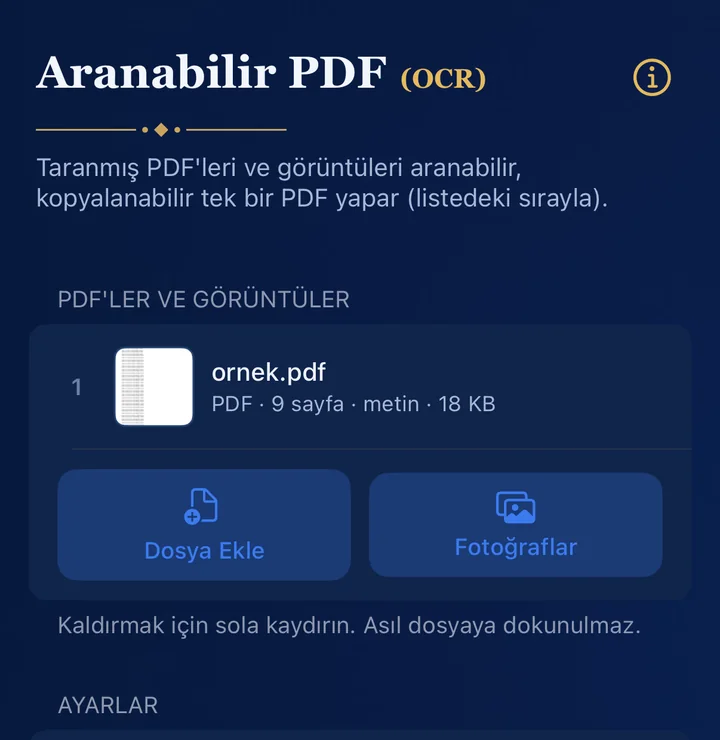 Aranabilir PDF (OCR)
Taranmış PDF'leri ve görüntüleri aranabilir,
kopyalanabilir tek bir PDF yapar (listedeki sırayla).
PDF'LER VE GÖRÜNTÜLER
1
ornek.pdf
PDF · 9 sayfa · metin · 18 KB
Dosya Ekle
Fotoğraflar
Kaldırmak için sola kaydırın. Asıl dosyaya dokunulmaz.
AYARLAR